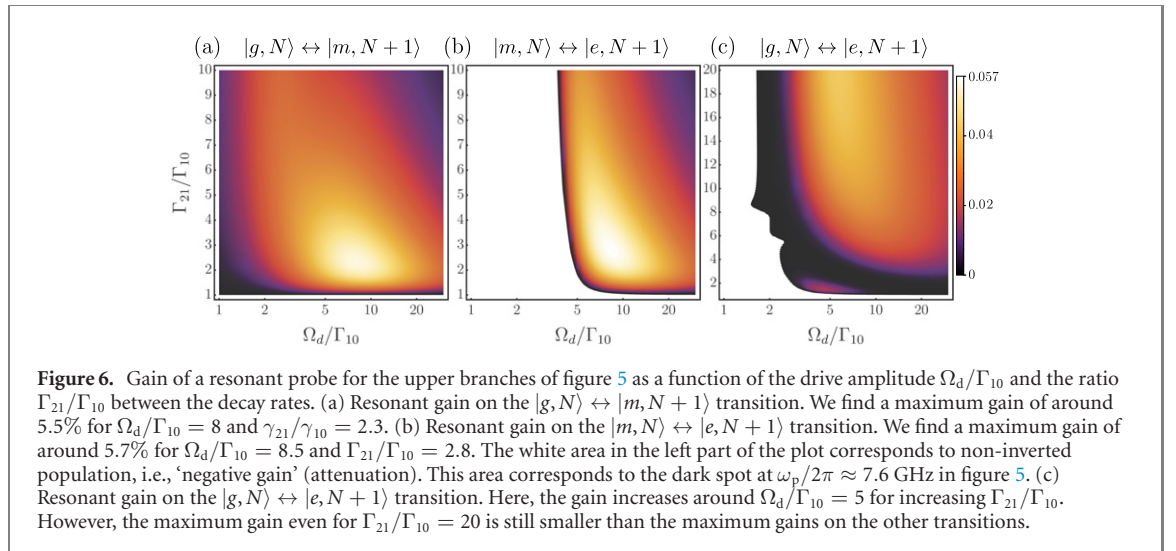 (a) |g, N⟩ ↔ |m, N + 1⟩ (b) |m, N⟩ ↔ |e, N + 1⟩ (c) |g, N⟩ ↔ |e, N + 1⟩
Γ21/Γ10
10
9
8
7
6
5
4
3
2
1
1 2 5 10 20
Ωd/Γ10
10
9
8
7
6
5
4
3
2
1
1 2 5 10 20
Ωd/Γ10
20
18
16
14
12
10
8
6
4
2
1 2 5 10 20
Ωd/Γ10
0.057
0.04
0.02
0
Figure 6. Gain of a resonant probe for the upper branches of figure 5 as a function of the drive amplitude Ωd/Γ10 and the ratio
Γ21/Γ10 between the decay rates. (a) Resonant gain on the |g, N⟩ ↔ |m, N + 1⟩ transition. We find a maximum gain of around
5.5% for Ωd/Γ10 = 8 and γ21/γ10 = 2.3. (b) Resonant gain on the |m, N⟩ ↔ |e, N + 1⟩ transition. We find a maximum gain of
around 5.7% for Ωd/Γ10 = 8.5 and Γ21/Γ10 = 2.8. The white area in the left part of the plot corresponds to non-inverted
population, i.e., ‘negative gain’ (attenuation). This area corresponds to the dark spot at ωp/2π ≈ 7.6 GHz in figure 5. (c)
Resonant gain on the |g, N⟩ ↔ |e, N + 1⟩ transition. Here, the gain increases around Ωd/Γ10 = 5 for increasing Γ21/Γ10.
However, the maximum gain even for Γ21/Γ10 = 20 is still smaller than the maximum gains on the other transitions.